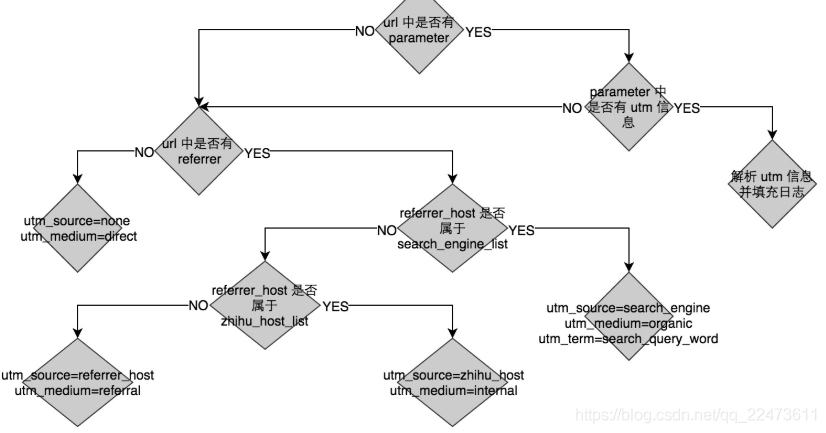 url 中是否有
parameter
NO
YES
parameter 中
是否有 utm 信
息
NO
YES
url 中是否有
referrer
NO
YES
解析 utm 信息
并填充日志
utm_source=none
utm_medium=direct
referrer_host 是否
属于
search_engine_list
NO
YES
referrer_host 是否
属于
zhihu_host_list
NO
YES
utm_source=search_engine
utm_medium=organic
utm_term=search_query_word
utm_source=referrer_host
utm_medium=referral
utm_source=zhihu_host
utm_medium=internal
https://blog.csdn.net/qq_22473611